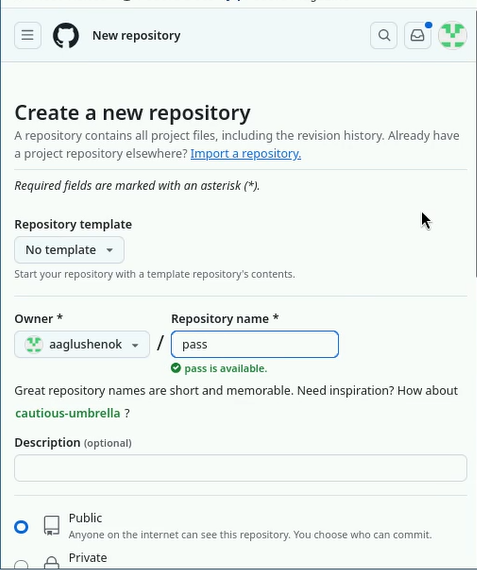 New repository
Create a new repository
A repository contains all project files, including the revision history. Already have
a project repository elsewhere? Import a repository.
Required fields are marked with an asterisk (*).
Repository template
No template
Start your repository with a template repository's contents.
Owner * Repository name *
aaglushenok / pass
pass is available.
Great repository names are short and memorable. Need inspiration? How about
cautious-umbrella ?
Description (optional)
Public
Anyone on the internet can see this repository. You choose who can commit.
Private